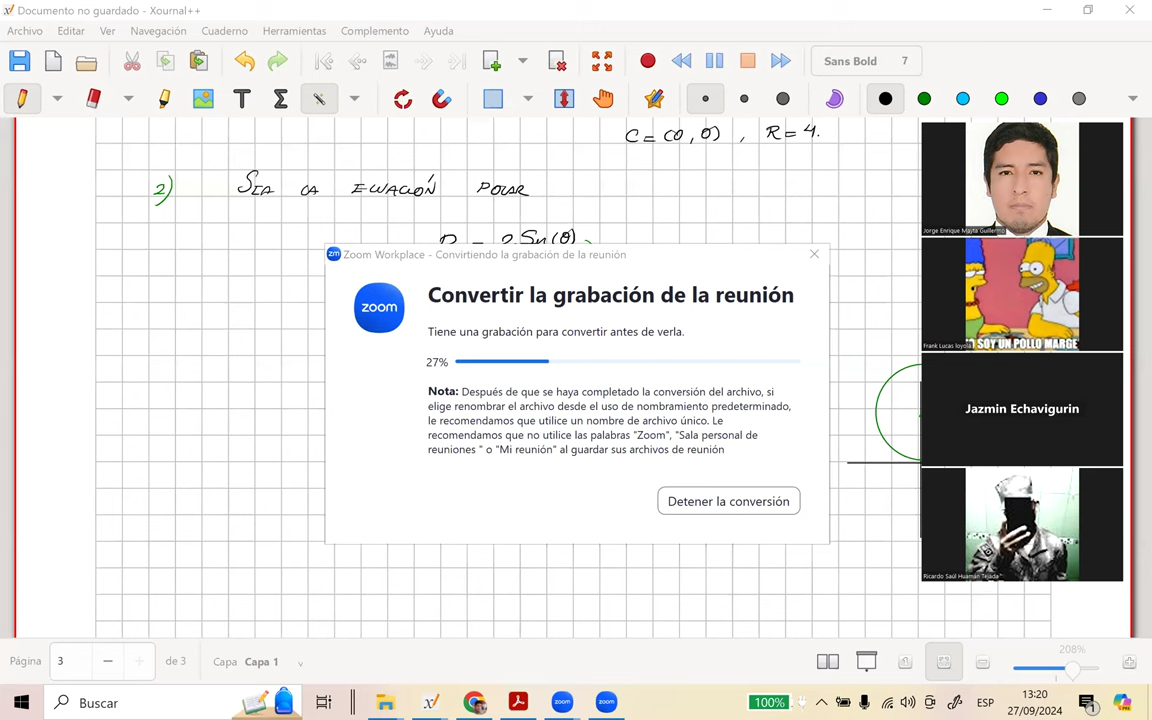 Documento no guardado - Xournal++
Archivo Editar Ver Navegación Cuaderno Herramientas Complemento Ayuda
Sans Bold 7
C = (0, 0) , R = 4.
2) SEA LA ECUACIÓN POLAR
R = 2 Sen(θ)
zm Zoom Workplace - Convirtiendo la grabación de la reunión
zoom
Convertir la grabación de la reunión
Tiene una grabación para convertir antes de verla.
27%
Nota: Después de que se haya completado la conversión del archivo, si
elige renombrar el archivo desde el uso de nombramiento predeterminado,
le recomendamos que utilice un nombre de archivo único. Le
recomendamos que no utilice las palabras "Zoom", "Sala personal de
reuniones " o "Mi reunión" al guardar sus archivos de reunión
Detener la conversión
Jorge Enrique Mayta Guillermo
O SOY UN POLLO MARGE
Frank Lucas loyola
Jazmin Echavigurin
Ricardo Saúl Huamán Tejada
Página 3 de 3 Capa Capa 1
208%
Buscar
100%
ESP
13:20
27/09/2024
1